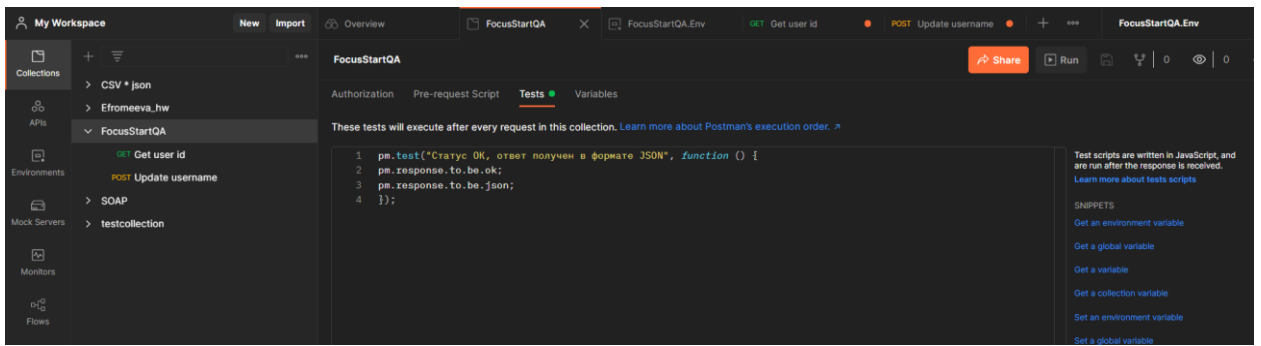 My Workspace New Import Overview FocusStartQA FocusStartQA.Env GET Get user id POST Update username FocusStartQA.Env
Collections
APIs
Environments
Mock Servers
Monitors
Flows
CSV * json
Efromeeva_hw
FocusStartQA
GET Get user id
POST Update username
SOAP
testcollection
FocusStartQA Share Run 0 0
Authorization Pre-request Script Tests Variables
These tests will execute after every request in this collection. Learn more about Postman's execution order.
1 pm.test("Статус OK, ответ получен в формате JSON", function () {
2 pm.response.to.be.ok;
3 pm.response.to.be.json;
4 });
Test scripts are written in JavaScript, and
are run after the response is received.
Learn more about tests scripts
SNIPPETS
Get an environment variable
Get a global variable
Get a variable
Get a collection variable
Set an environment variable
Set a global variable